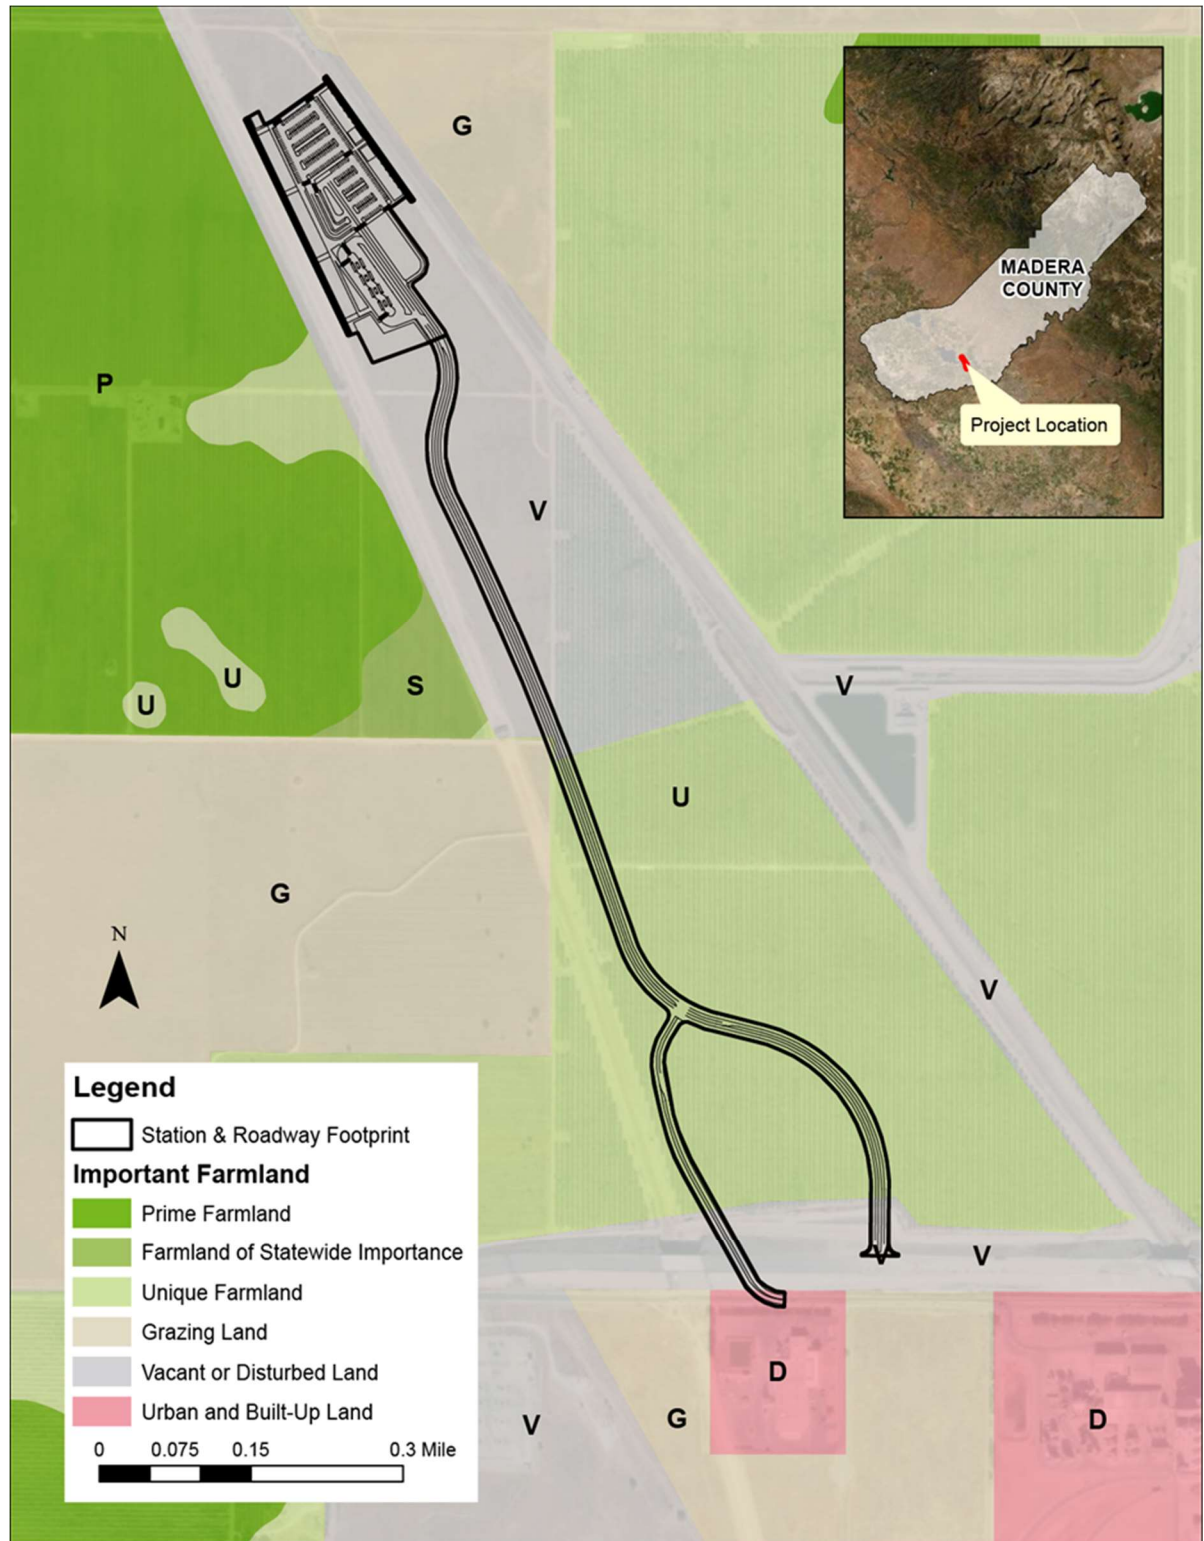 G
MADERA
COUNTY
Project Location
P
V
U
U
S
V
U
G
N
V
V
V
D
G
V
D
Legend
Station & Roadway Footprint
Important Farmland
Prime Farmland
Farmland of Statewide Importance
Unique Farmland
Grazing Land
Vacant or Disturbed Land
Urban and Built-Up Land
0 0.075 0.15 0.3 Mile